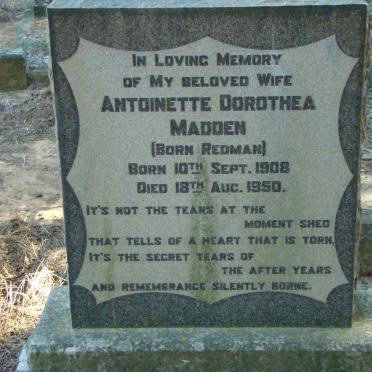 In Loving Memory
of My beloved Wife
Antoinette Dorothea
Madden
(Born Redman)
Born 10th Sept. 1908
Died 18th Aug. 1950.
It's not the tears at the
moment shed
that tells of a heart that is torn,
It's the secret tears of
the after years
and remembrance silently borne.